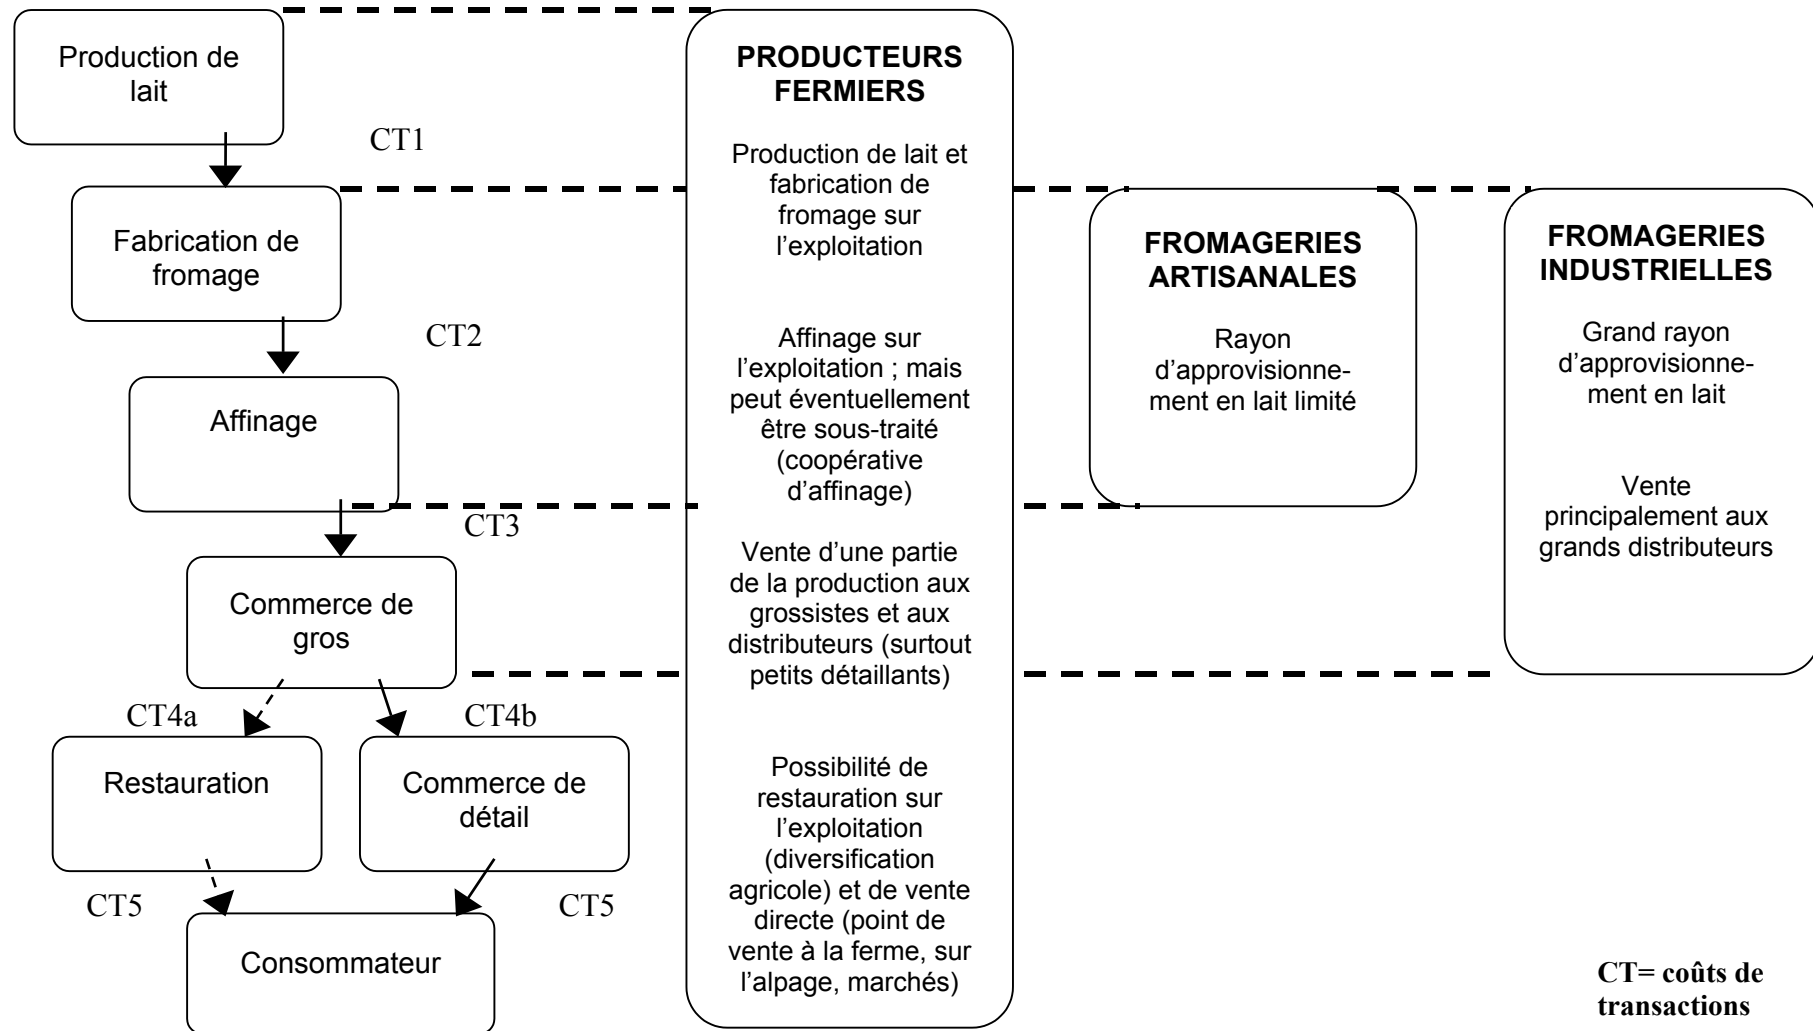 Production de
lait
CT1
Fabrication de
fromage
CT2
Affinage
CT3
Commerce de
gros
CT4a
CT4b
Restauration
Commerce de
détail
CT5
CT5
Consommateur
PRODUCTEURS
FERMIERS
Production de lait et
fabrication de
fromage sur
l’exploitation
Affinage sur
l’exploitation ; mais
peut éventuellement
être sous-traité
(coopérative
d’affinage)
Vente d’une partie
de la production aux
grossistes et aux
distributeurs (surtout
petits détaillants)
Possibilité de
restauration sur
l’exploitation
(diversification
agricole) et de vente
directe (point de
vente à la ferme, sur
l’alpage, marchés)
FROMAGERIES
ARTISANALES
Rayon
d’approvisionne-
ment en lait limité
FROMAGERIES
INDUSTRIELLES
Grand rayon
d’approvisionne-
ment en lait
Vente
principalement aux
grands distributeurs
CT= coûts de
transactions